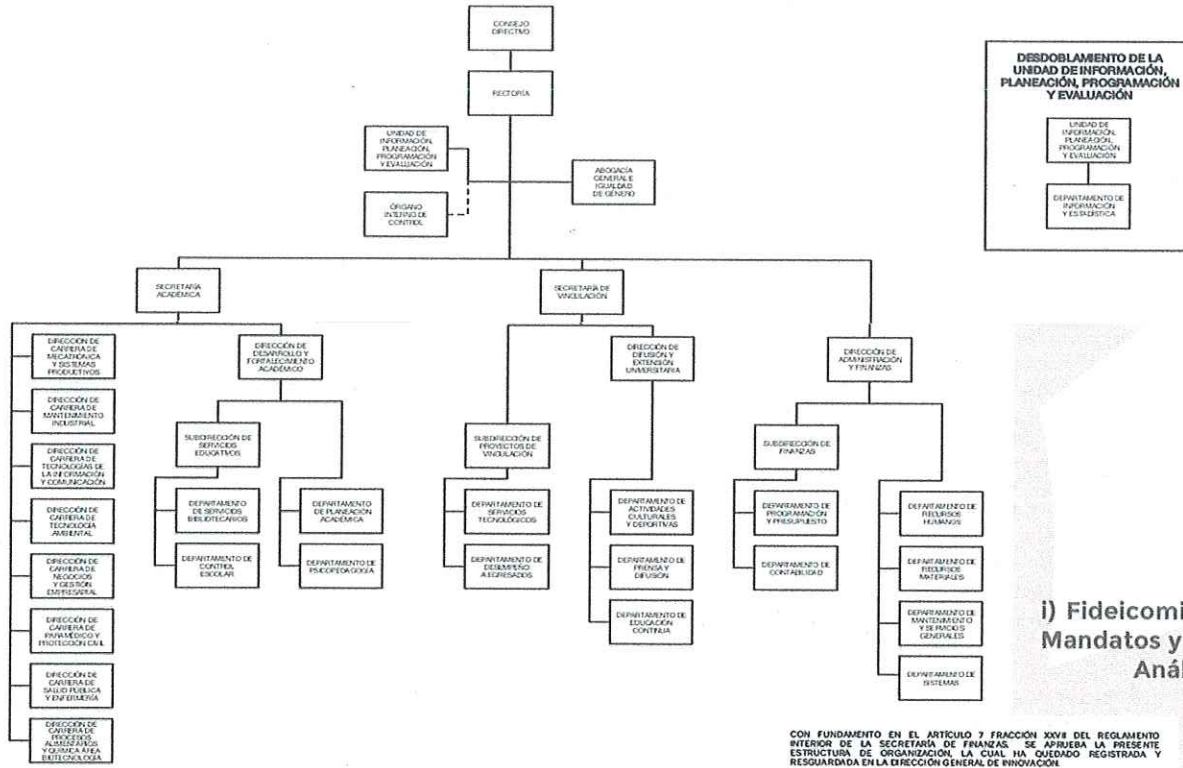 CONSEJO
DIRECTIVO
RECTORÍA
UNIDAD DE
INFORMACIÓN,
PLANEACIÓN,
PROGRAMACIÓN
Y EVALUACIÓN
ABOGACÍA
GENERAL E
IGUALDAD
DE GÉNERO
ÓRGANO
INTERNO DE
CONTROL
DESDOBLAMIENTO DE LA
UNIDAD DE INFORMACIÓN,
PLANEACIÓN, PROGRAMACIÓN
Y EVALUACIÓN
UNIDAD DE
INFORMACIÓN,
PLANEACIÓN,
PROGRAMACIÓN
Y EVALUACIÓN
DEPARTAMENTO DE
INFORMACIÓN
Y ESTADÍSTICA
SECRETARÍA
ACADÉMICA
SECRETARÍA DE
VINCULACIÓN
DIRECCIÓN DE
CARRERA DE
MECATRÓNICA
Y SISTEMAS
PRODUCTIVOS
DIRECCIÓN DE
CARRERA DE
MANTENIMIENTO
INDUSTRIAL
DIRECCIÓN DE
CARRERA DE
TECNOLOGÍAS DE
LA INFORMACIÓN
Y COMUNICACIÓN
DIRECCIÓN DE
CARRERA DE
TECNOLOGÍA
AMBIENTAL
DIRECCIÓN DE
CARRERA DE
NEGOCIOS
Y GESTIÓN
EMPRESARIAL
DIRECCIÓN DE
CARRERA DE
PARAMÉDICO Y
PROTECCIÓN CIVIL
DIRECCIÓN DE
CARRERA DE
SALUD PÚBLICA
Y ENFERMERÍA
DIRECCIÓN DE
CARRERA DE
PROCESOS
ALIMENTARIOS
Y QUÍMICA ÁREA
BIOTECNOLOGÍA
DIRECCIÓN DE
DESARROLLO Y
FORTALECIMIENTO
ACADÉMICO
SUBDIRECCIÓN DE
SERVICIOS
EDUCATIVOS
DEPARTAMENTO
DE SERVICIOS
BIBLIOTECARIOS
DEPARTAMENTO DE
CONTROL
ESCOLAR
DEPARTAMENTO
DE PLANEACIÓN
ACADÉMICA
DEPARTAMENTO DE
PSICOPEDAGOGÍA
DIRECCIÓN DE
DIFUSIÓN Y
EXTENSIÓN
UNIVERSITARIA
SUBDIRECCIÓN DE
PROYECTOS DE
VINCULACIÓN
DEPARTAMENTO DE
SERVICIOS
TECNOLÓGICOS
DEPARTAMENTO DE
DESEMPEÑO
A EGRESADOS
DEPARTAMENTO DE
ACTIVIDADES
CULTURALES
Y DEPORTIVAS
DEPARTAMENTO DE
PRENSA Y
DIFUSIÓN
DEPARTAMENTO DE
EDUCACIÓN
CONTINUA
DIRECCIÓN DE
ADMINISTRACIÓN
Y FINANZAS
SUBDIRECCIÓN DE
FINANZAS
DEPARTAMENTO DE
PROGRAMACIÓN
Y PRESUPUESTO
DEPARTAMENTO DE
CONTABILIDAD
DEPARTAMENTO DE
RECURSOS
HUMANOS
DEPARTAMENTO DE
RECURSOS
MATERIALES
DEPARTAMENTO DE
MANTENIMIENTO
Y SERVICIOS
GENERALES
DEPARTAMENTO DE
SISTEMAS
i) Fideicomi
Mandatos y
Anál
CON FUNDAMENTO EN EL ARTÍCULO 7 FRACCIÓN XXVII DEL REGLAMENTO
INTERIOR DE LA SECRETARÍA DE FINANZAS. SE APRUEBA LA PRESENTE
ESTRUCTURA DE ORGANIZACIÓN, LA CUAL HA QUEDADO REGISTRADA Y
RESGUARDADA EN LA DIRECCIÓN GENERAL DE INNOVACIÓN.